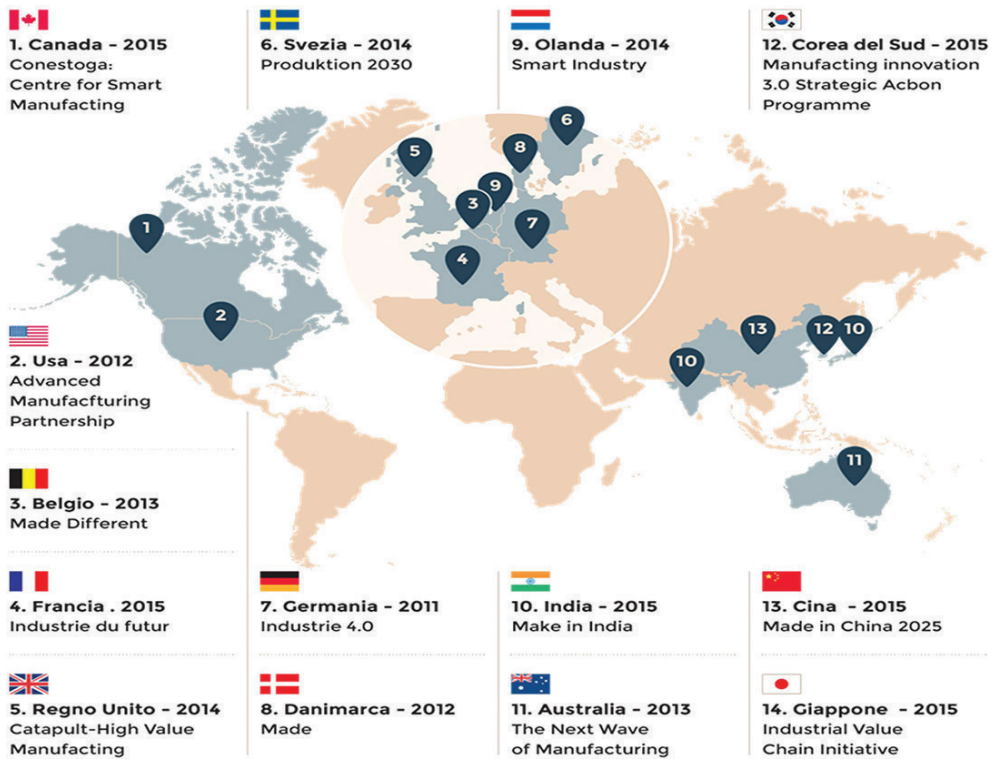 1. Canada - 2015
Conestoga:
Centre for Smart
Manufacting
6. Svezia - 2014
Produktion 2030
9. Olanda - 2014
Smart Industry
12. Corea del Sud - 2015
Manufacting innovation
3.0 Strategic Acbon
Programme
6
5
8
9
3
1
7
4
2
13
12
10
10
11
2. Usa - 2012
Advanced
Manufacfturing
Partnership
3. Belgio - 2013
Made Different
4. Francia . 2015
Industrie du futur
7. Germania - 2011
Industrie 4.0
10. India - 2015
Make in India
13. Cina - 2015
Made in China 2025
5. Regno Unito - 2014
Catapult-High Value
Manufacturing
8. Danimarca - 2012
Made
11. Australia - 2013
The Next Wave
of Manufacturing
14. Giappone - 2015
Industrial Value
Chain Initiative